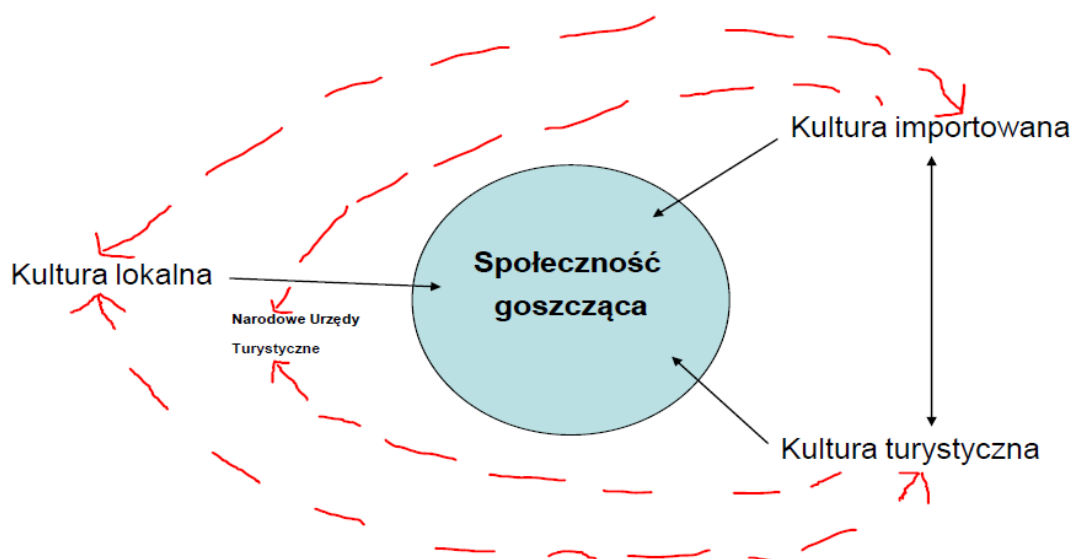 Kultura importowana
Kultura lokalna
Społeczność
goszcząca
Narodowe Urzędy
Turystyczne
Kultura turystyczna